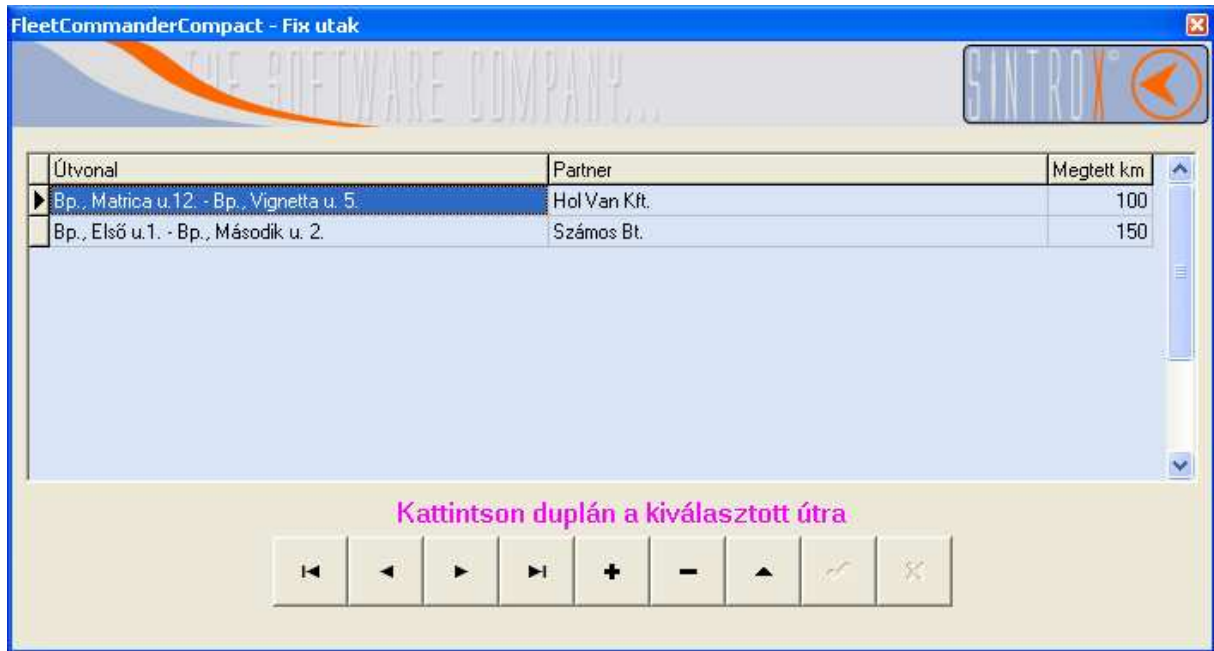 FleetCommanderCompact - Fix utak
THE SOFTWARE COMPANY...
SINTROX
Útvonal Partner Megtett km
Bp., Matrica u.12. - Bp., Vignetta u. 5. Hol Van Kft. 100
Bp., Első u.1. - Bp., Második u. 2. Számos Bt. 150
Kattintson duplán a kiválasztott útra